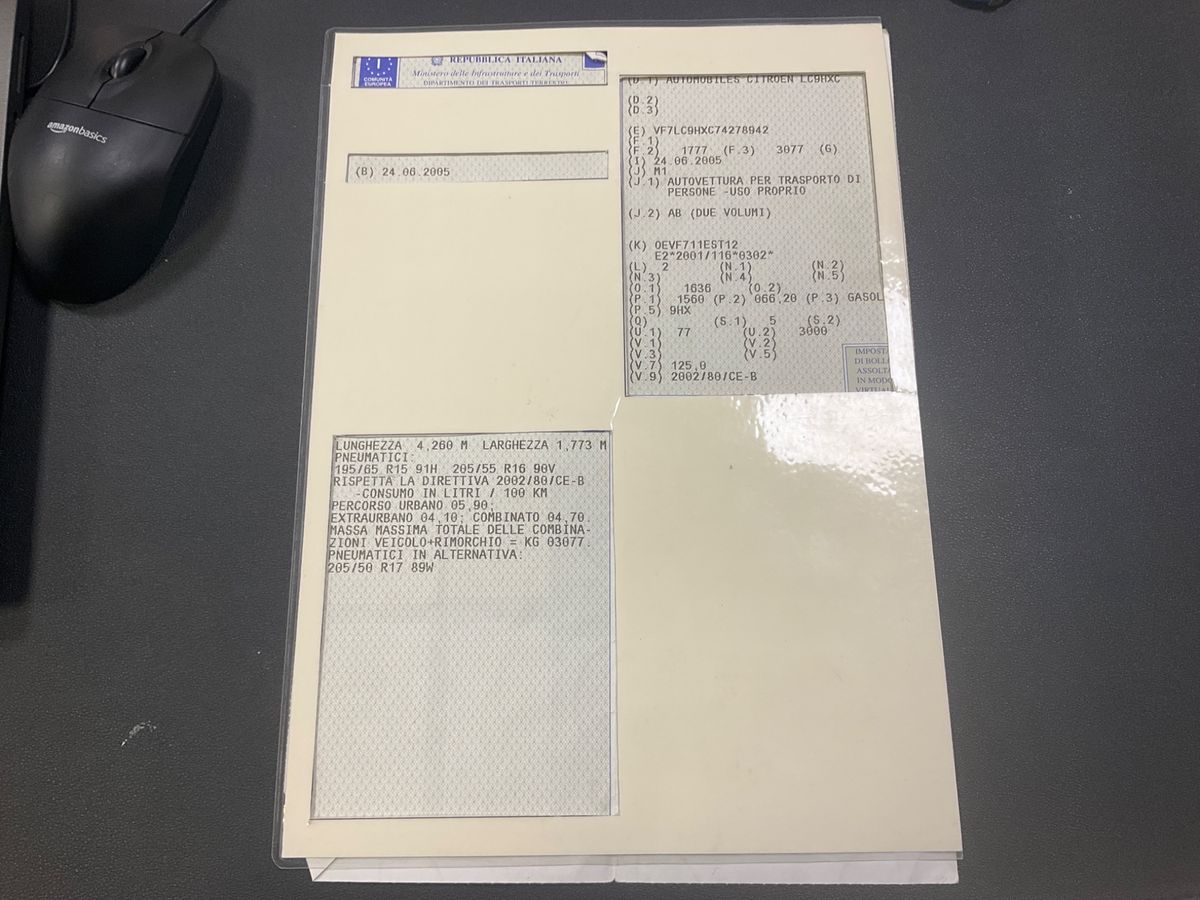 amazonbasics
I
COMUNITÀ
EUROPEA
REPUBBLICA ITALIANA
Ministero delle Infrastrutture e dei Trasporti
DIPARTIMENTO DEI TRASPORTI TERRESTRI
(B) 24.06.2005
(D.1) AUTOMOBILES CITROEN LC9HXC
(D.2)
(D.3)
(E) VF7LC9HXC74278942
(F.1)
(F.2) 1777 (F.3) 3077 (G)
(I) 24.06.2005
(J) M1
(J.1) AUTOVETTURA PER TRASPORTO DI
PERSONE -USO PROPRIO
(J.2) AB (DUE VOLUMI)
(K) OEVF711EST12
E2*2001/116*0302*
(L) 2 (N.1) (N.2)
(N.3) (N.4) (N.5)
(O.1) 1636 (O.2)
(P.1) 1560 (P.2) 066,20 (P.3) GASOL
(P.5) 9HX
(Q) (S.1) 5 (S.2)
(U.1) 77 (U.2) 3000
(V.1) (V.2)
(V.3) (V.5)
(V.7) 125,0
(V.9) 2002/80/CE-B
IMPOSTA
DI BOLLO
ASSOLTA
IN MODO
VIRTUALE
LUNGHEZZA 4,260 M LARGHEZZA 1,773 M
PNEUMATICI:
195/65 R15 91H 205/55 R16 90V
RISPETTA LA DIRETTIVA 2002/80/CE-B
-CONSUMO IN LITRI / 100 KM
PERCORSO URBANO 05,90;
EXTRAURBANO 04,10; COMBINATO 04,70.
MASSA MASSIMA TOTALE DELLE COMBINA-
ZIONI VEICOLO+RIMORCHIO = KG 03077.
PNEUMATICI IN ALTERNATIVA:
205/50 R17 89W